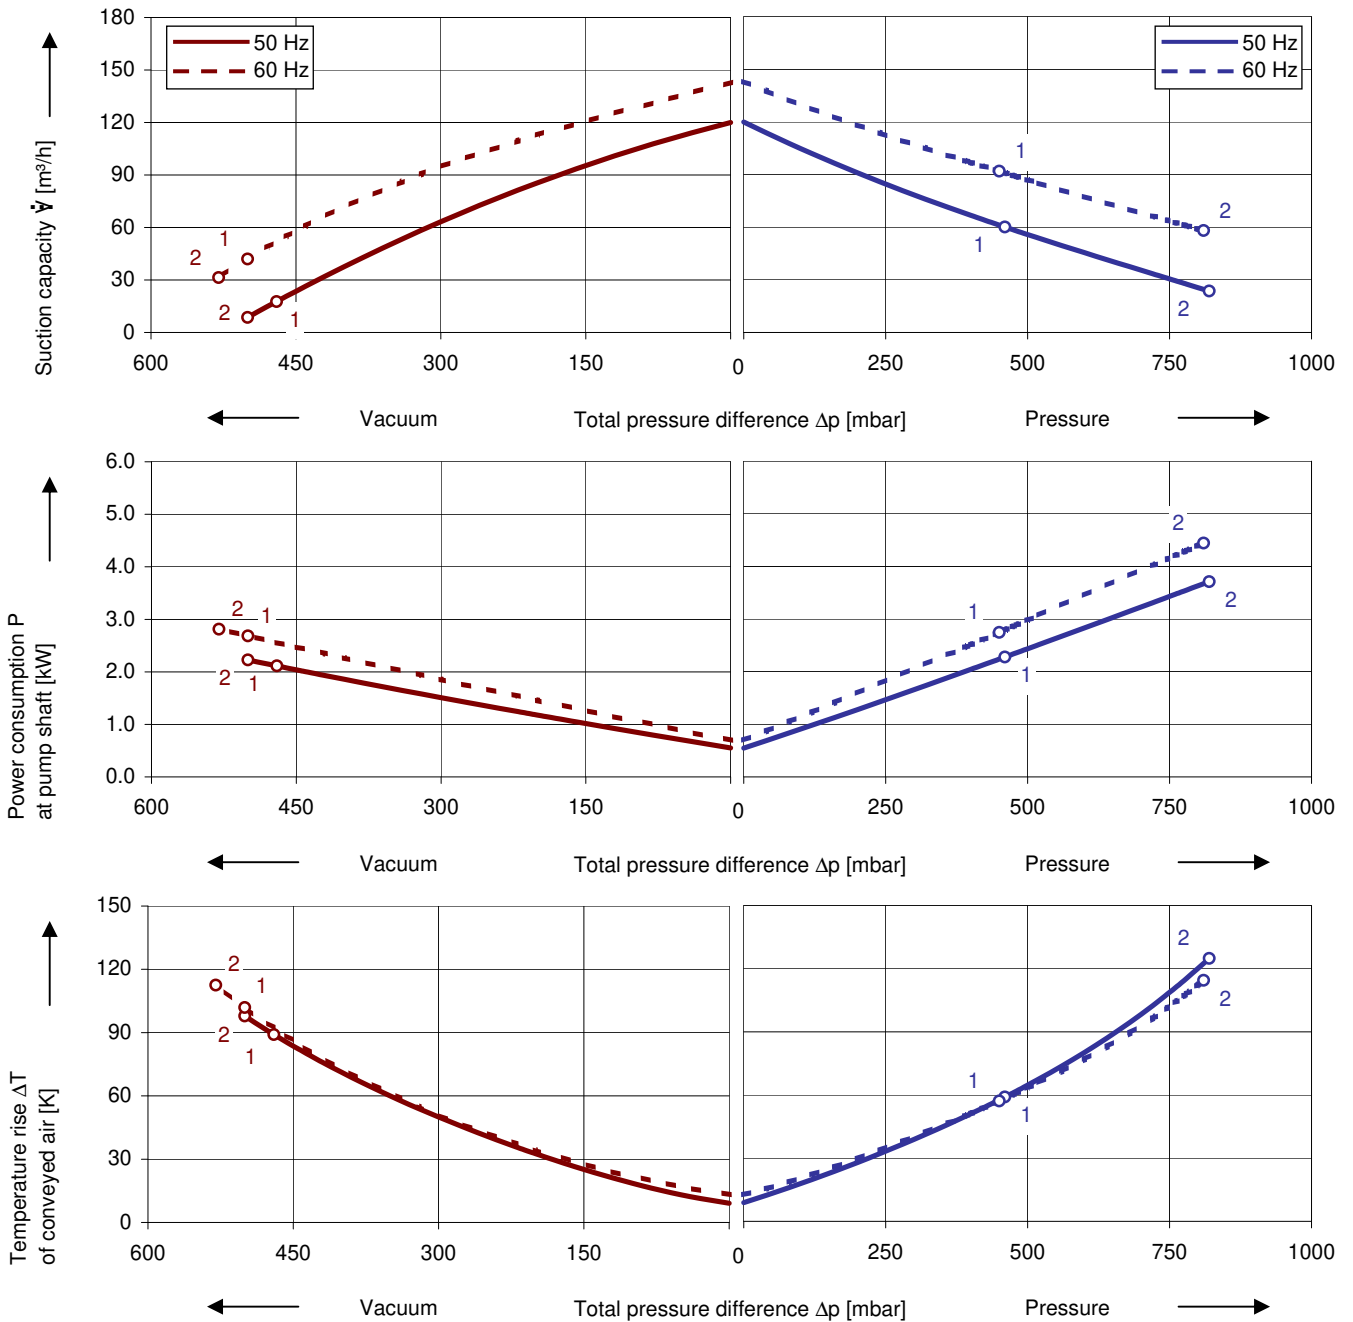 180
150
120
90
60
30
0
Suction capacity V̇ [m³/h]
50 Hz
60 Hz
50 Hz
60 Hz
1
2
2
1
1
2
1
2
600 450 300 150 0 250 500 750 1000
Vacuum Total pressure difference Δp [mbar] Pressure
6.0
5.0
4.0
3.0
2.0
1.0
0.0
Power consumption P
at pump shaft [kW]
2 1
2 1
2
1
2
1
600 450 300 150 0 250 500 750 1000
Vacuum Total pressure difference Δp [mbar] Pressure
150
120
90
60
30
0
Temperature rise ΔT
of conveyed air [K]
2
1
2
1
2
2
1
1
600 450 300 150 0 250 500 750 1000
Vacuum Total pressure difference Δp [mbar] Pressure